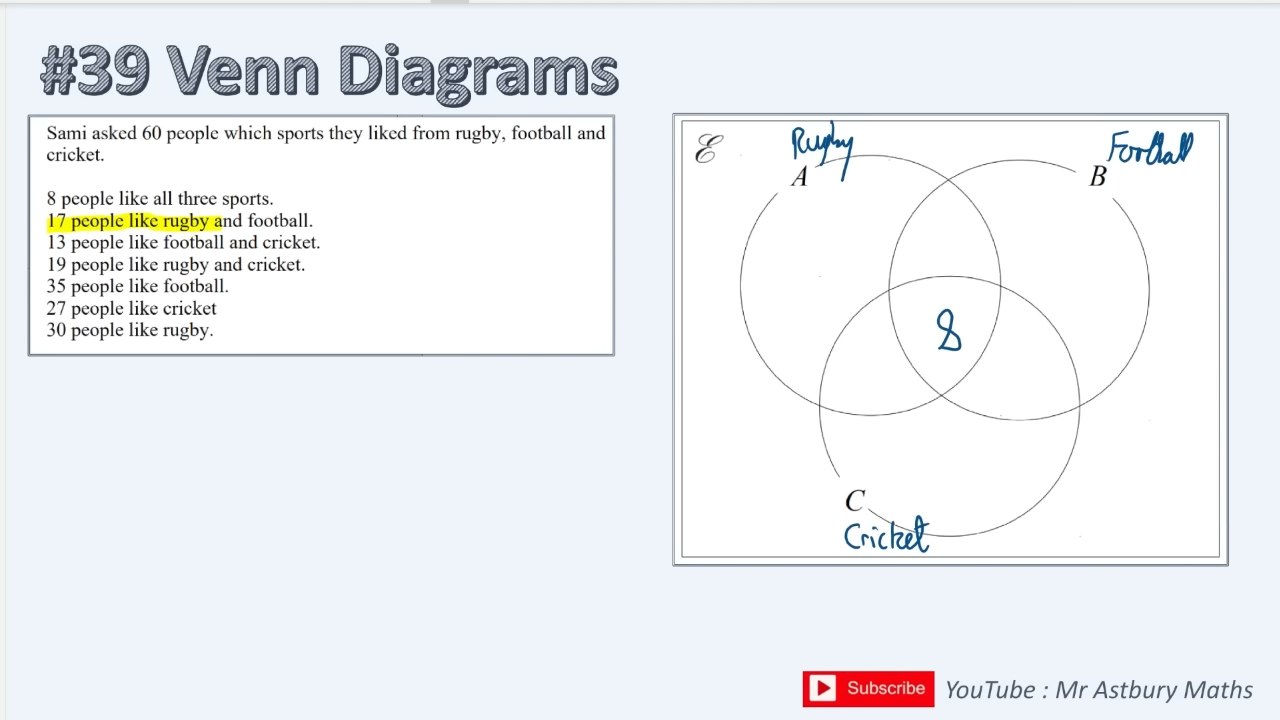 #39 Venn Diagrams
Sami asked 60 people which sports they liked from rugby, football and
cricket.
8 people like all three sports.
17 people like rugby and football.
13 people like football and cricket.
19 people like rugby and cricket.
35 people like football.
27 people like cricket
30 people like rugby.
ℰ
Rugby
A
Football
B
8
C
Cricket
Subscribe
YouTube : Mr Astbury Maths